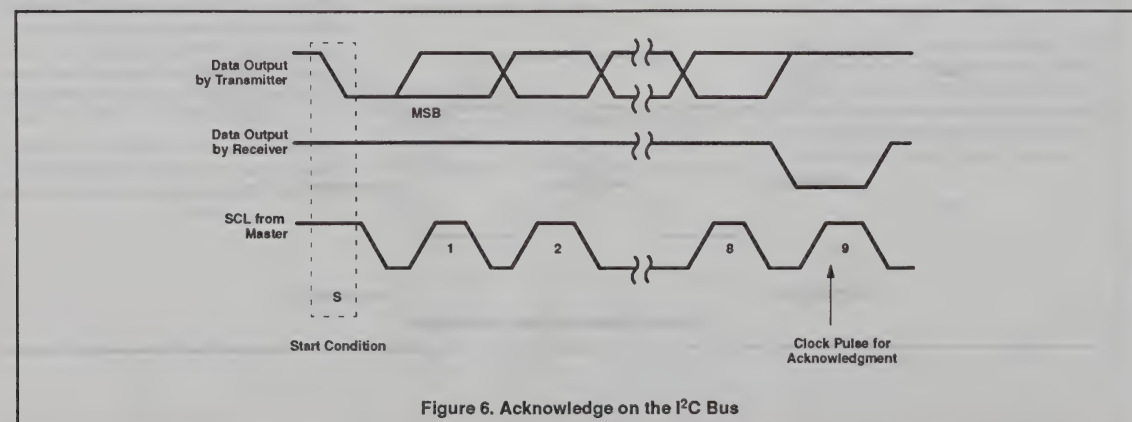 Data Output
by Transmitter
MSB
Data Output
by Receiver
SCL from
Master
1
2
8
9
S
Start Condition
Clock Pulse for
Acknowledgment
Figure 6. Acknowledge on the I²C Bus